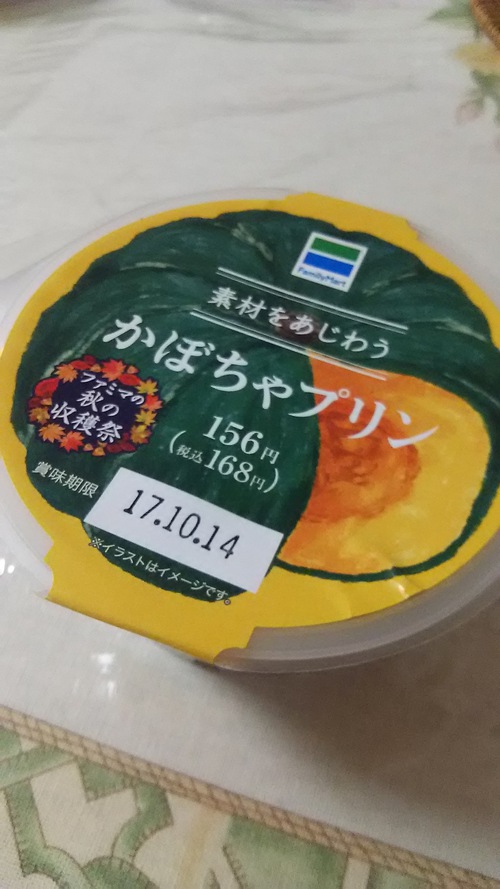 FamilyMart
素材をあじわう
かぼちゃプリン
ファミマの
秋の
収穫祭
156円
(税込168円)
賞味期限
17.10.14
※イラストはイメージです。